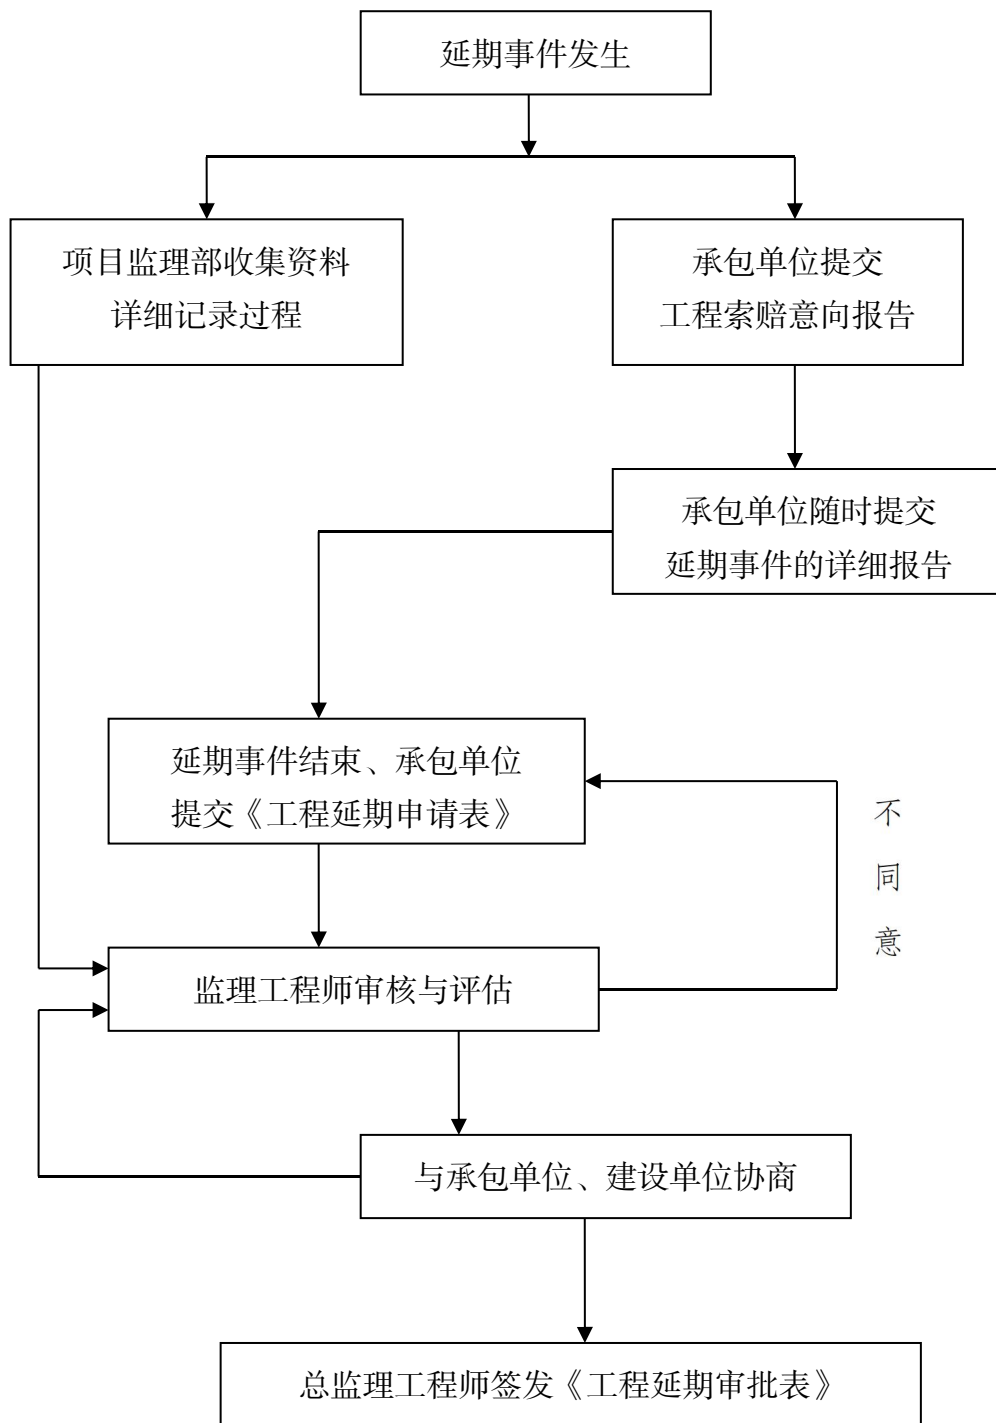 延期事件发生
项目监理部收集资料
详细记录过程
承包单位提交
工程索赔意向报告
承包单位随时提交
延期事件的详细报告
延期事件结束、承包单位
提交《工程延期申请表》
不
同
意
监理工程师审核与评估
与承包单位、建设单位协商
总监理工程师签发《工程延期审批表》